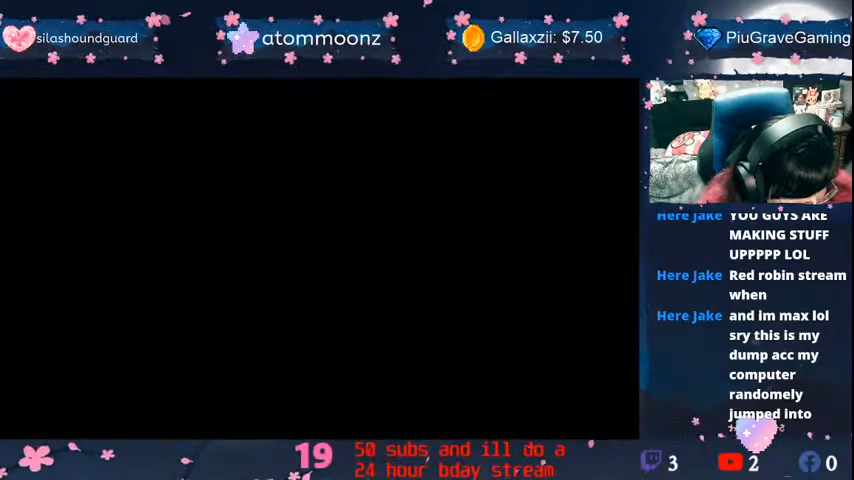 silashoundguard
atommoonz
Gallaxzii: $7.50
PiuGraveGaming
Here Jake YOU GUYS ARE
MAKING STUFF
UPPPPP LOL
Here Jake Red robin stream
when
Here Jake and im max lol
sry this is my
dump acc my
computer
randomely
jumped into
19
50 subs and ill do a
24 hour bday stream
3
2
0